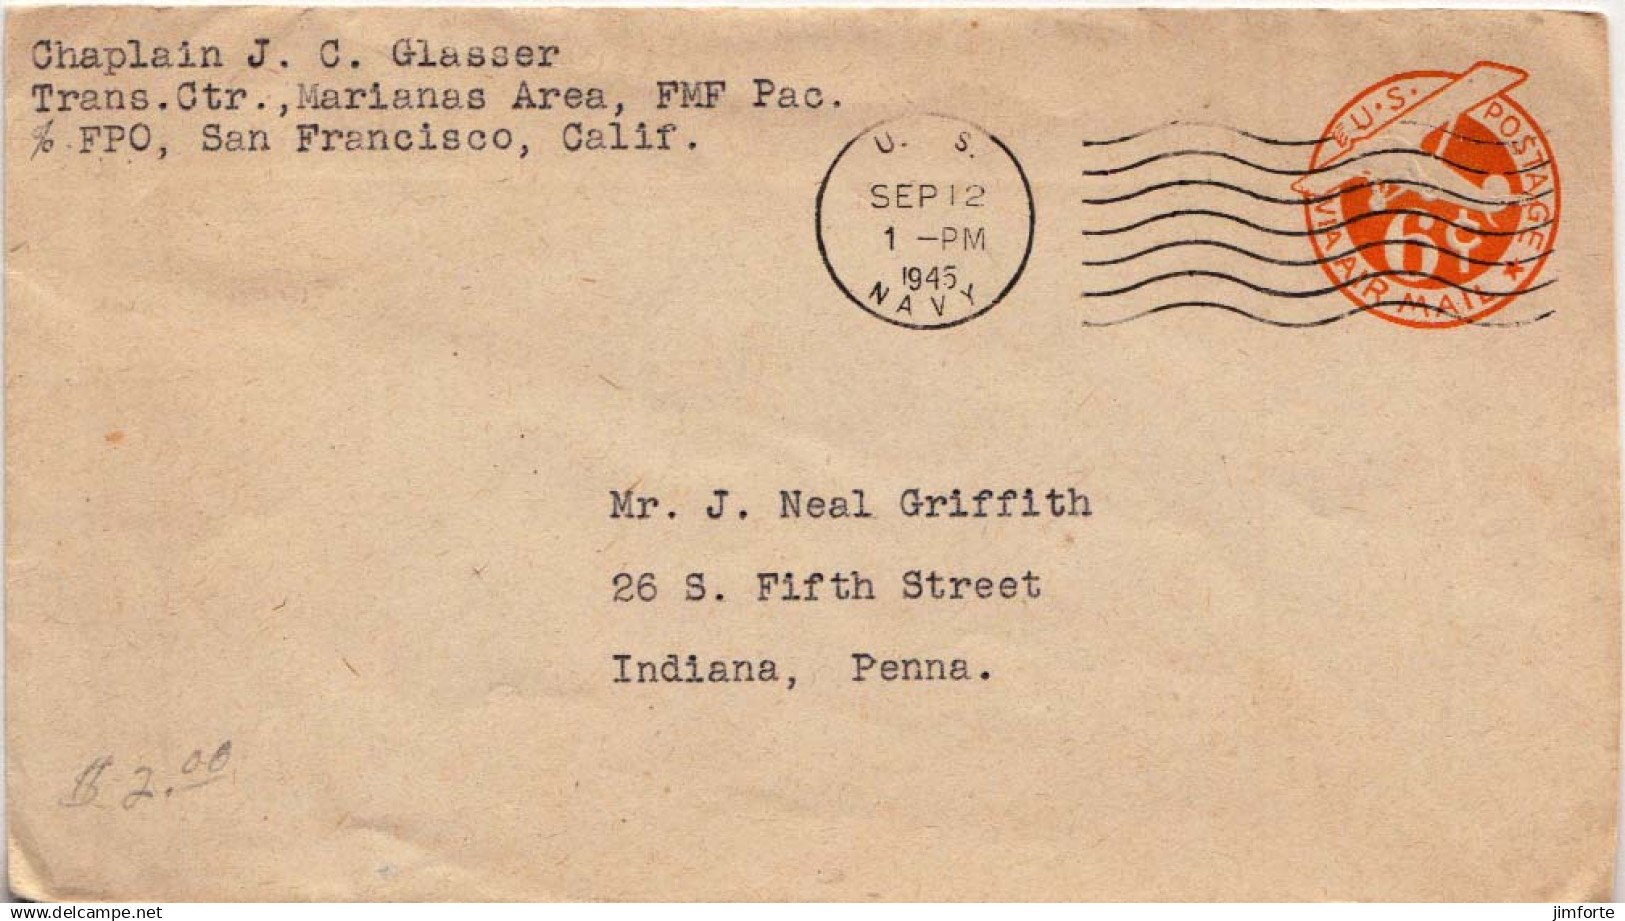 Chaplain J. C. Glasser
Trans.Ctr.,Marianas Area, FMF Pac.
℅ FPO, San Francisco, Calif.
U. S.
SEP 12
1 -PM
1945
NAVY
U.S. POSTAGE
6¢
VIA AIR MAIL
Mr. J. Neal Griffith
26 S. Fifth Street
Indiana, Penna.
$2.00
www.delcampe.net
jimforte